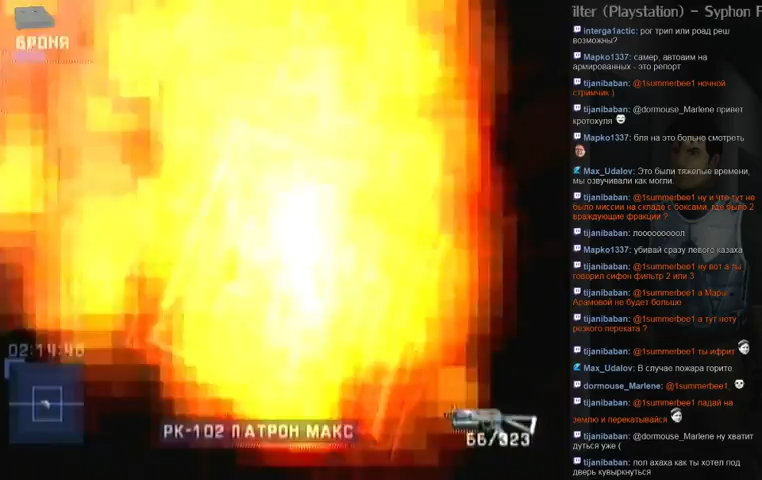 БРОНЯ
02:14:46
РК-102 ПАТРОН МАКС
66/323
ilter (Playstation) - Syphon F
interga1actic: рог трип или роад реш
возможны?
Mapko1337: самер, автоаим на
армированных - это репорт
tijanibaban: @1summerbee1 ночной
стримчик )
tijanibaban: @dormouse_Marlene привет
кротокуля
Mapko1337: бля на это больно смотреть
Max_Udalov: Это были тяжелые времени,
мы озвучивали как могли.
tijanibaban: @1summerbee1 ну и что тут не
было миссии на складе с боксами, где было 2
враждующие фракции ?
tijanibaban: лоооооооол
Mapko1337: убивай сразу левого казаха
tijanibaban: @1summerbee1 ну вот а ты
говорил сифон фильтр 2 или 3
tijanibaban: @1summerbee1 а Мары
Арамовой не будет больше
tijanibaban: @1summerbee1 а тут нету
резкого переката ?
tijanibaban: @1summerbee1 ты ифрит
Max_Udalov: В случае пожара горите.
dormouse_Marlene: @1summerbee1,
tijanibaban: @1summerbee1 падай на
землю и перекатывайся
tijanibaban: @dormouse_Marlene ну хватит
дуться уже (
tijanibaban: лол ахаха как ты хотел под
дверь кувыркнуться